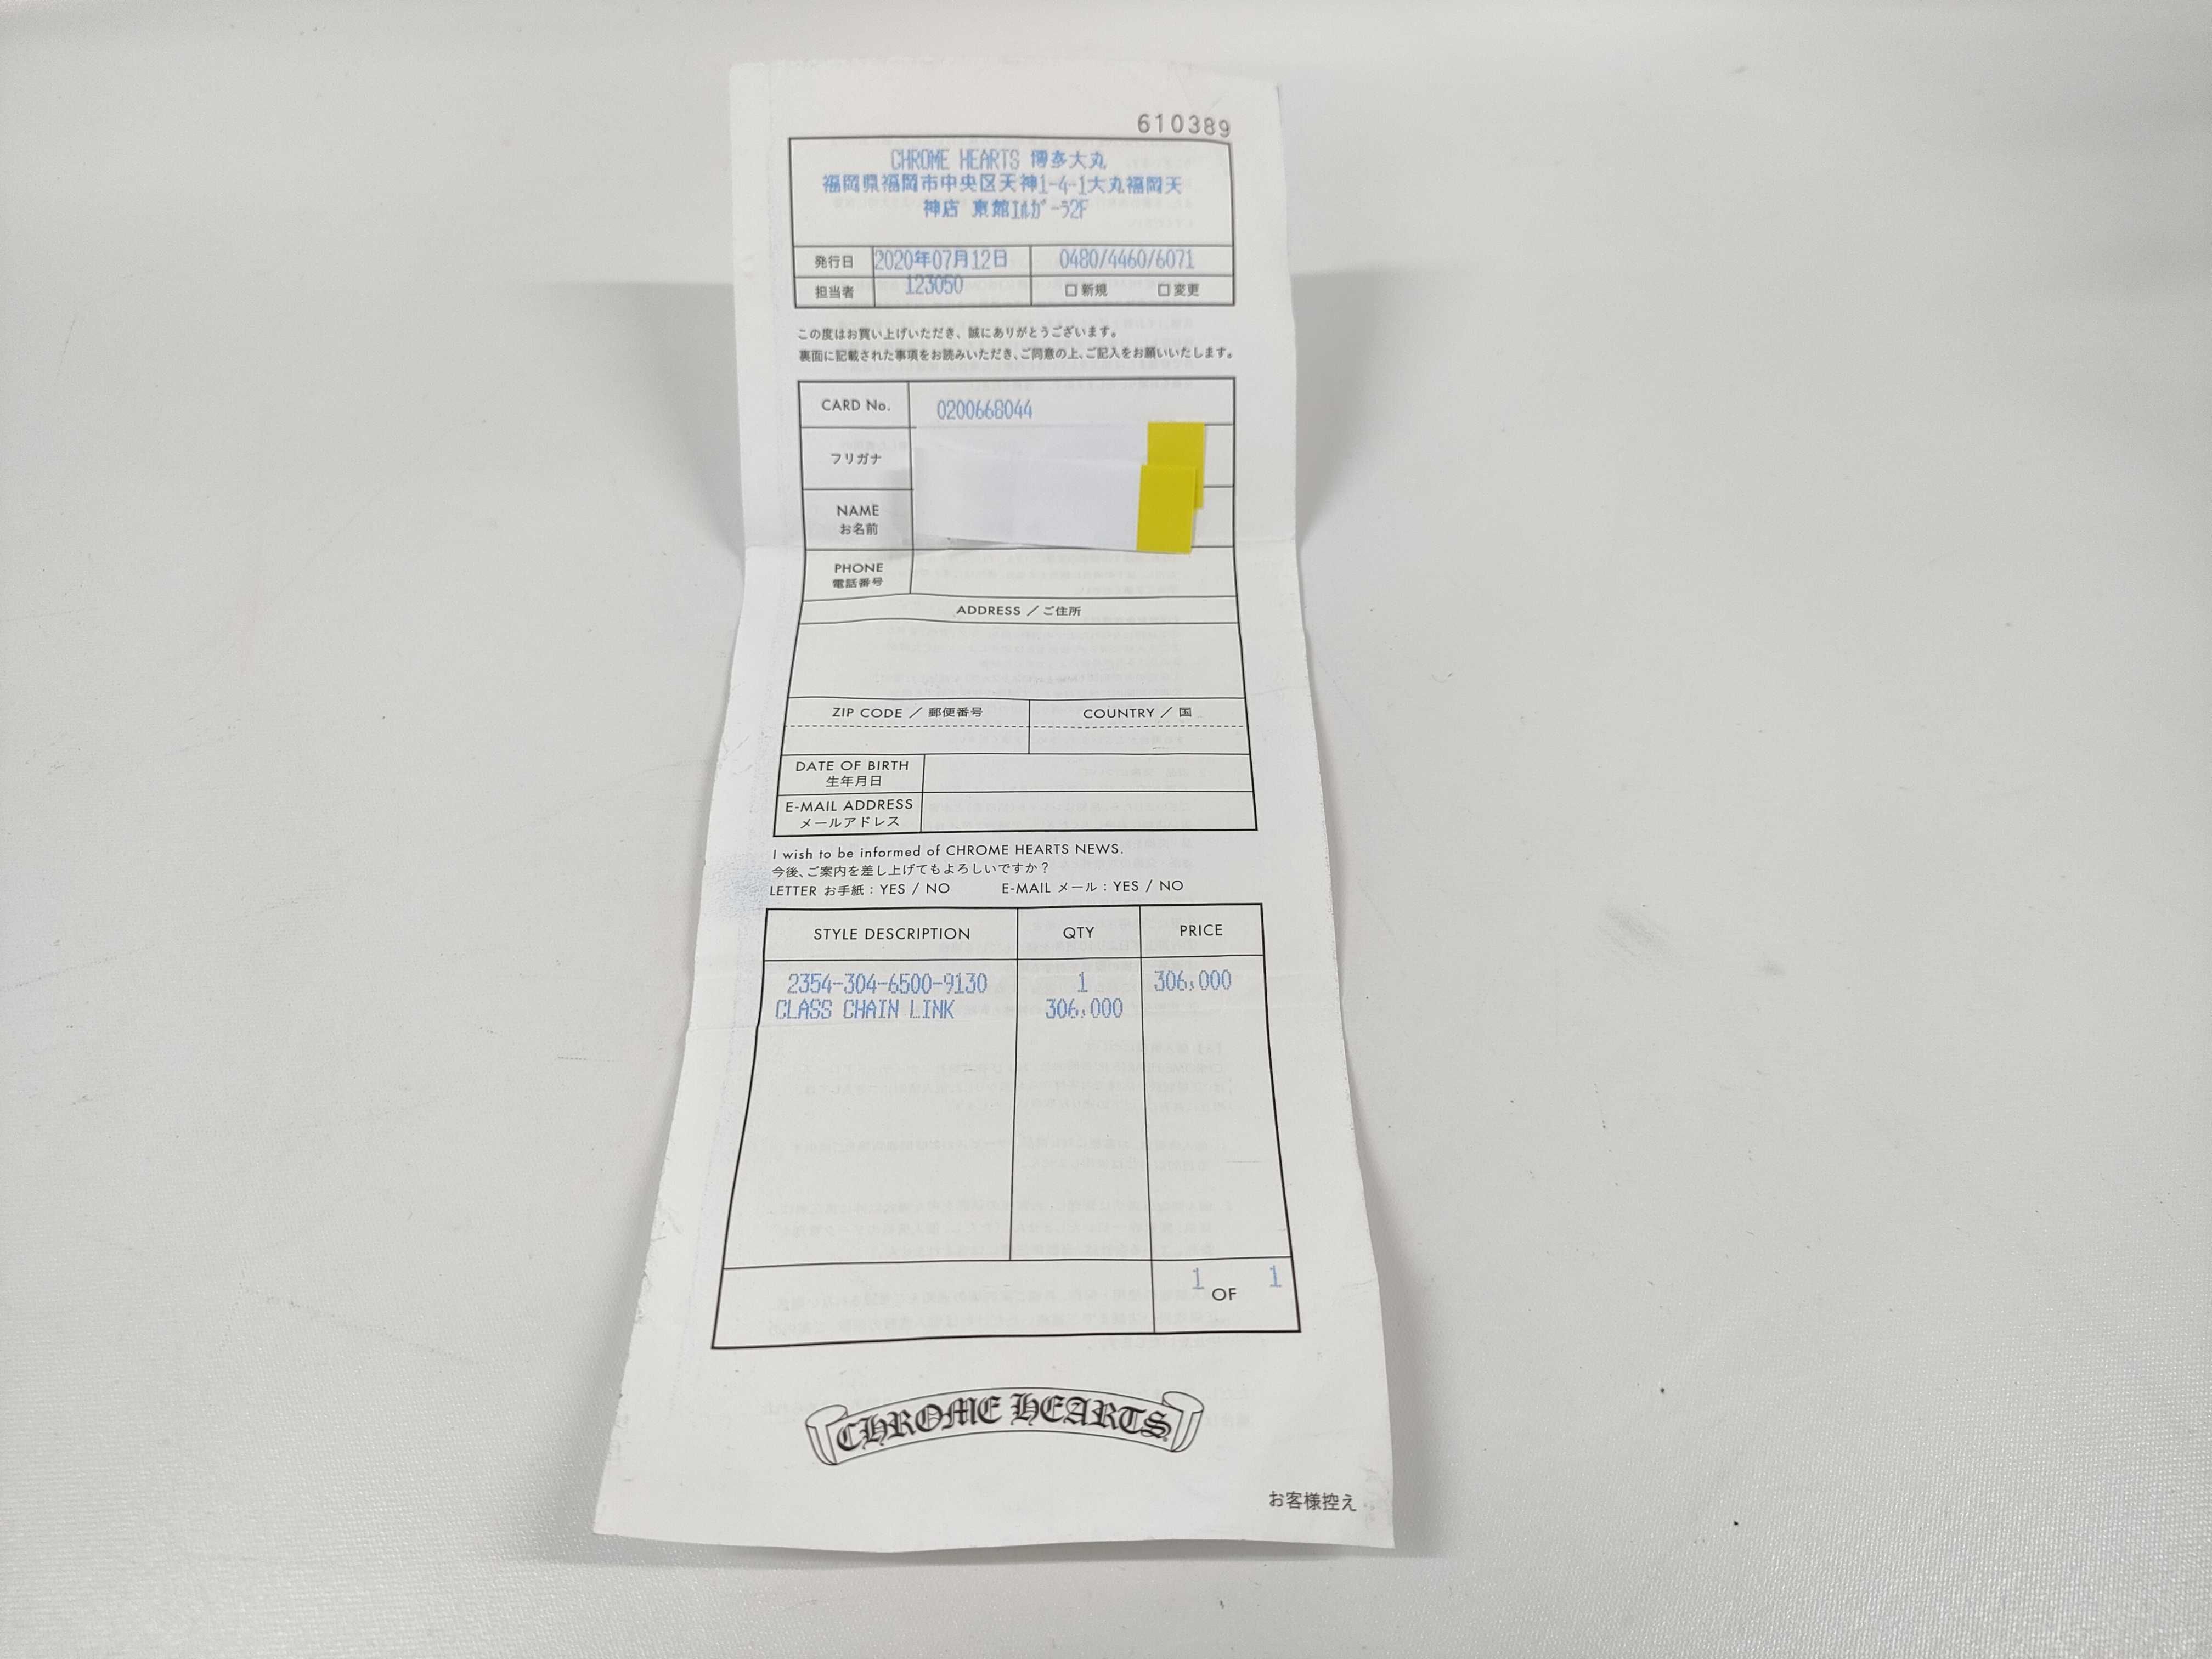 610389
CHROME HEARTS 博多大丸
福岡県福岡市中央区天神1-4-1大丸福岡天
神店 東館ｴﾙｶﾞｰﾗ2F
発行日 2020年07月12日 0480/4460/6071
担当者 123050 □ 新規 □ 変更
この度はお買い上げいただき、誠にありがとうございます。
裏面に記載された事項をお読みいただき、ご同意の上、ご記入をお願いいたします。
CARD No. 0200668044
フリガナ
NAME
お名前
PHONE
電話番号
ADDRESS ／ご住所
ZIP CODE ／ 郵便番号 COUNTRY ／ 国
DATE OF BIRTH
生年月日
E-MAIL ADDRESS
メールアドレス
I wish to be informed of CHROME HEARTS NEWS.
今後、ご案内を差し上げてもよろしいですか？
LETTER お手紙：YES / NO E-MAIL メール：YES / NO
STYLE DESCRIPTION QTY PRICE
2354-304-6500-9130 1 306,000
CLASS CHAIN LINK 306,000
1 OF 1
CHROME HEARTS
お客様控え